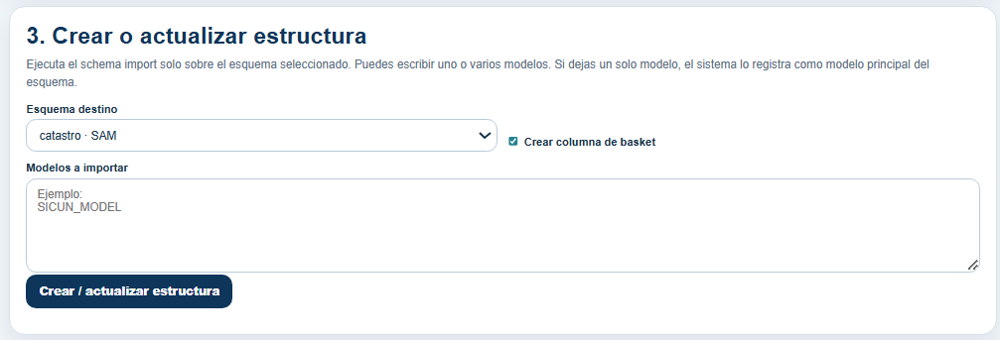 3. Crear o actualizar estructura
Ejecuta el schema import solo sobre el esquema seleccionado. Puedes escribir uno o varios modelos. Si dejas un solo modelo, el sistema lo registra como modelo principal del
esquema.
Esquema destino
catastro · SAM
Crear columna de basket
Modelos a importar
Ejemplo:
SICUN_MODEL
Crear / actualizar estructura